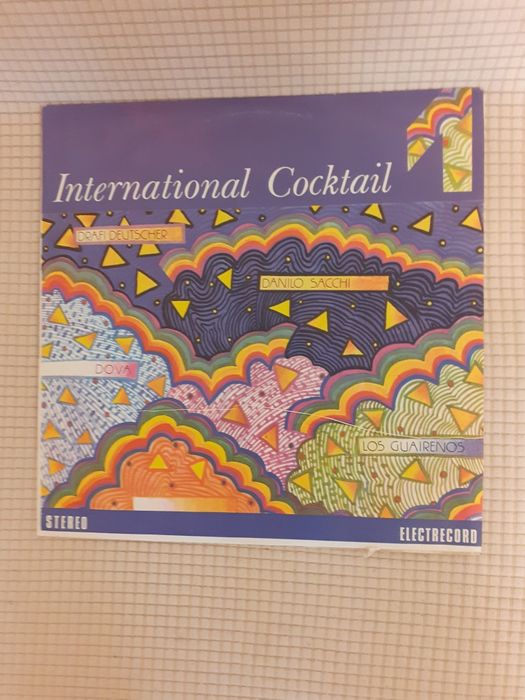 International Cocktail 1
DRAFI DEUTSCHER
DANILO SACCHI
DOVA
LOS GUAIRENOS
STEREO
ELECTRECORD